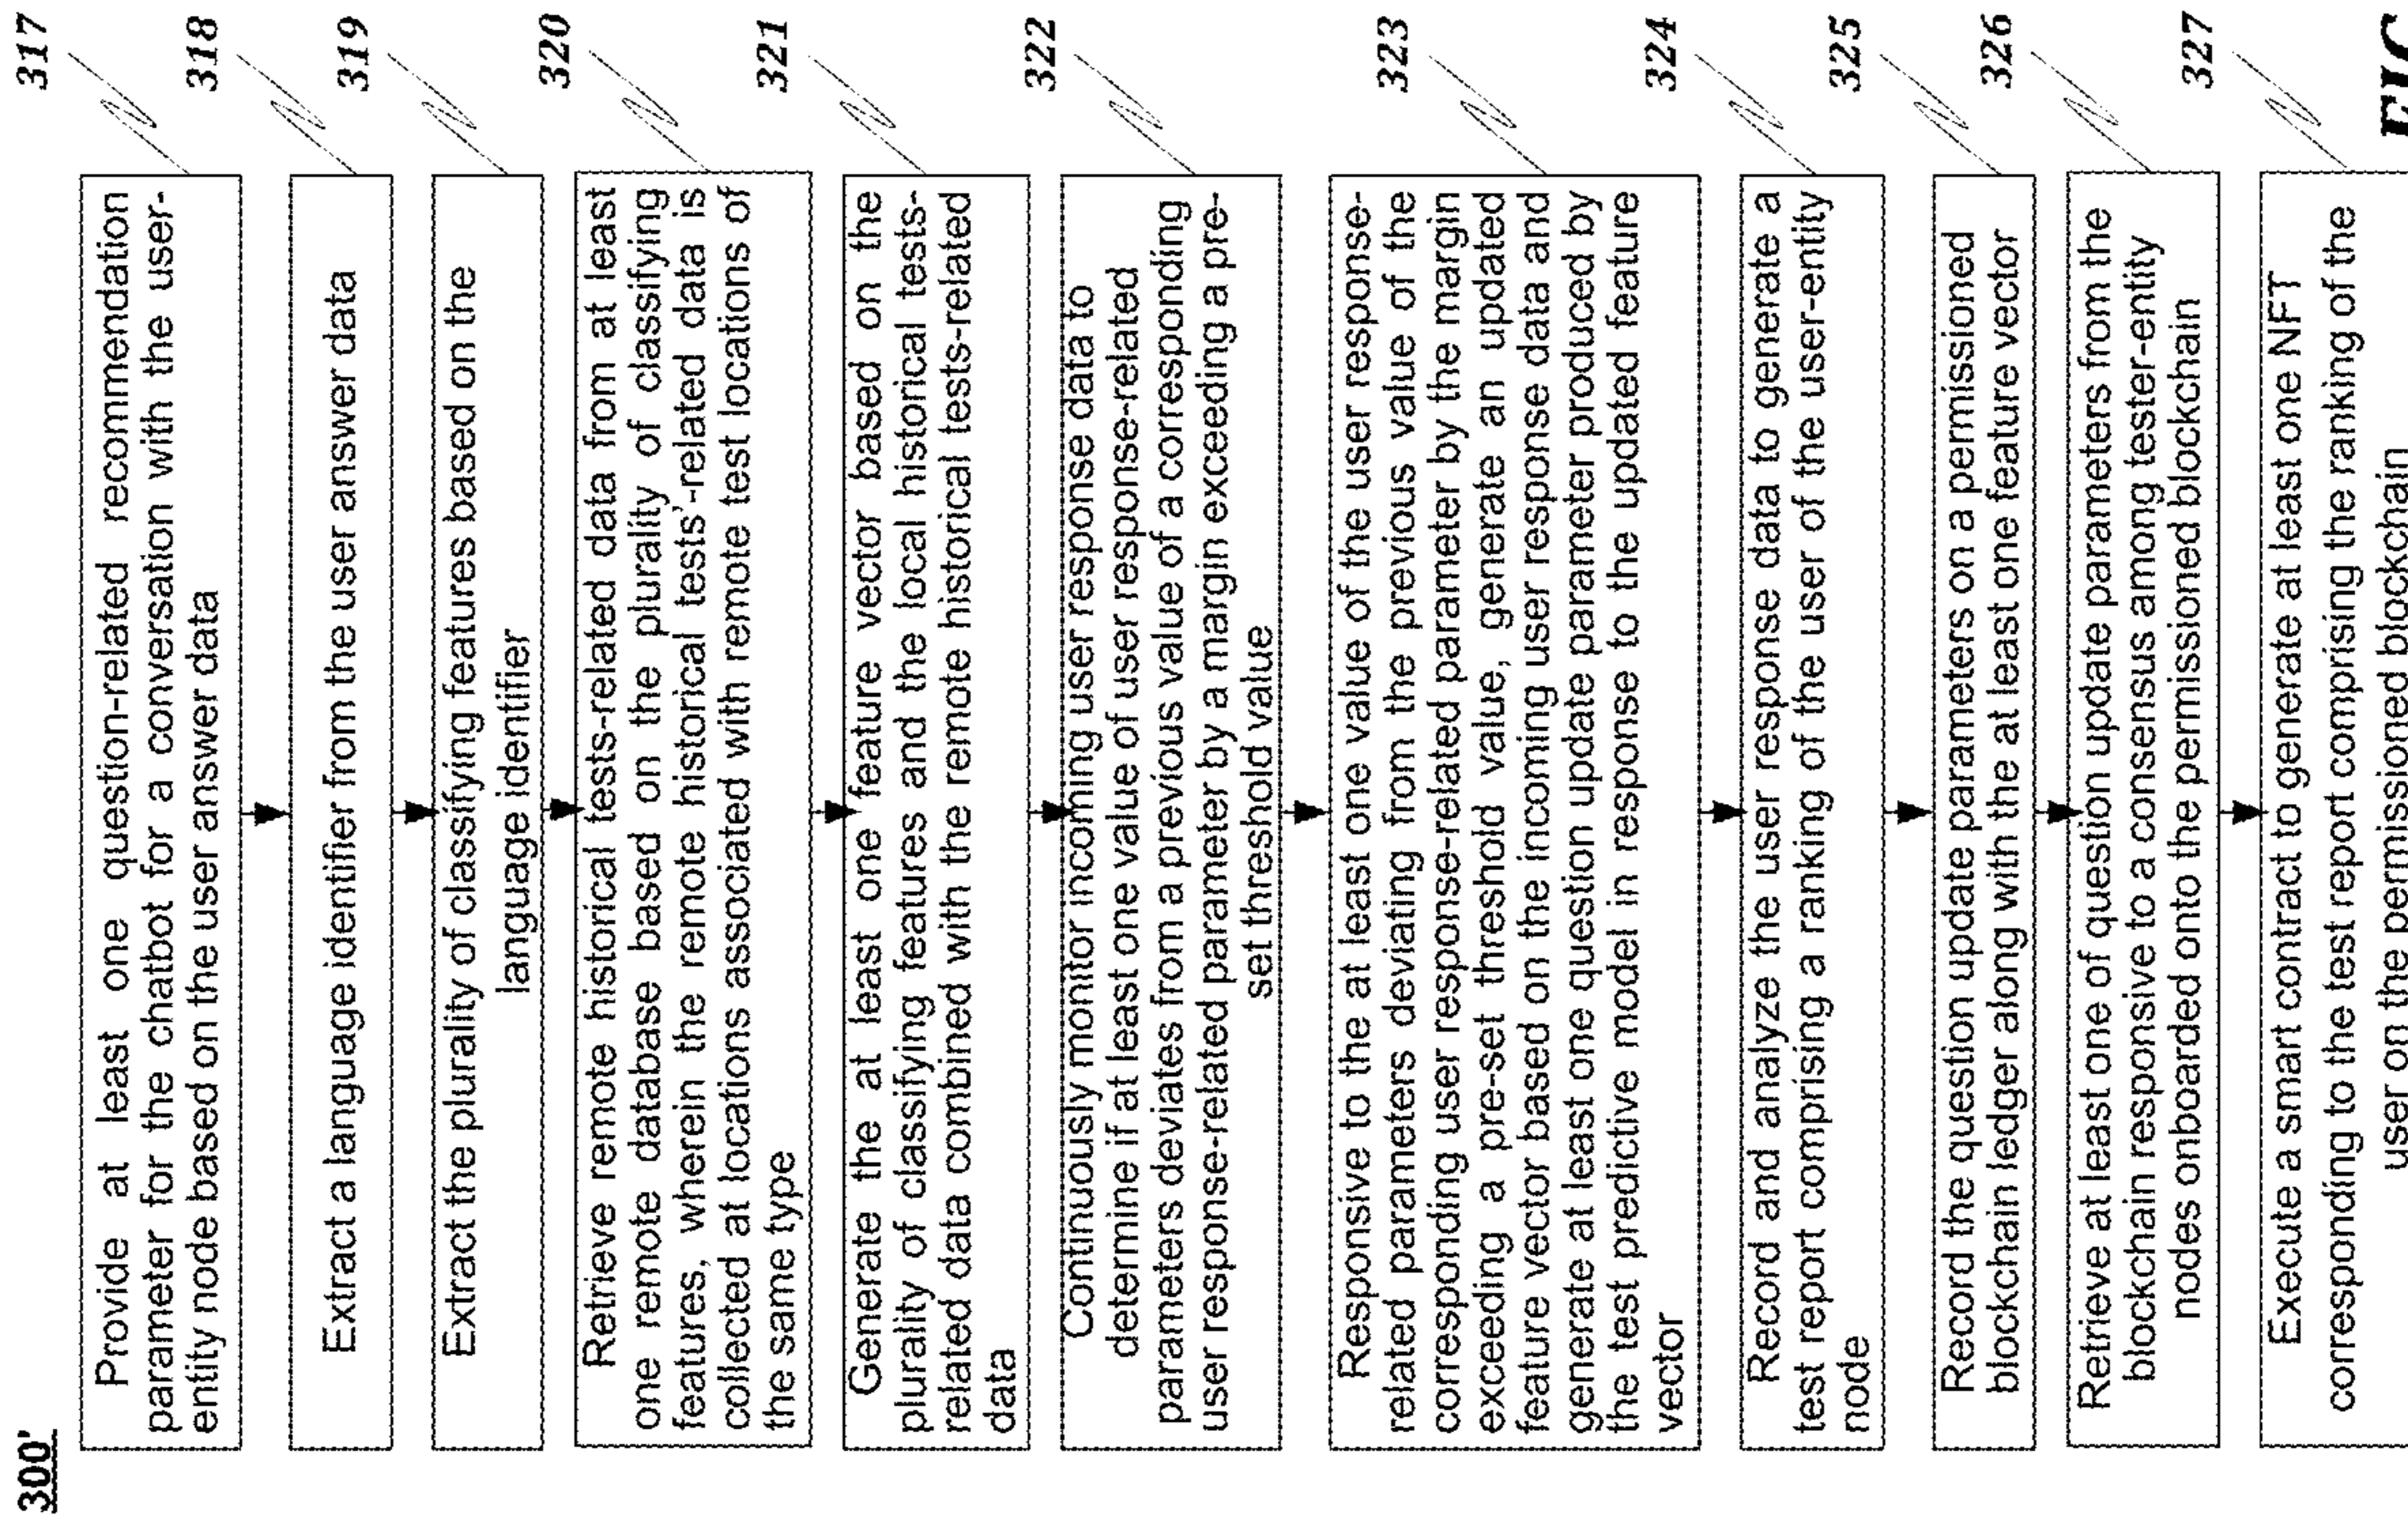 300'
317
Provide at least one question-related recommendation
parameter for the chatbot for a conversation with the user-
entity node based on the user answer data
318
Extract a language identifier from the user answer data
319
Extract the plurality of classifying features based on the
language identifier
320
Retrieve remote historical tests-related data from at least
one remote database based on the plurality of classifying
features, wherein the remote historical tests'-related data is
collected at locations associated with remote test locations of
the same type
321
Generate the at least one feature vector based on the
plurality of classifying features and the local historical tests-
related data combined with the remote historical tests-related
data
322
Continuously monitor incoming user response data to
determine if at least one value of user response-related
parameters deviates from a previous value of a corresponding
user response-related parameter by a margin exceeding a pre-
set threshold value
323
Responsive to the at least one value of the user response-
related parameters deviating from the previous value of the
corresponding user response-related parameter by the margin
exceeding a pre-set threshold value, generate an updated
feature vector based on the incoming user response data and
generate at least one question update parameter produced by
the test predictive model in response to the updated feature
vector
324
Record and analyze the user response data to generate a
test report comprising a ranking of the user of the user-entity
node
325
Record the question update parameters on a permissioned
blockchain ledger along with the at least one feature vector
326
Retrieve at least one of question update parameters from the
blockchain responsive to a consensus among tester-entity
nodes onboarded onto the permissioned blockchain
327
Execute a smart contract to generate at least one NFT
corresponding to the test report comprising the ranking of the
user on the permissioned blockchain